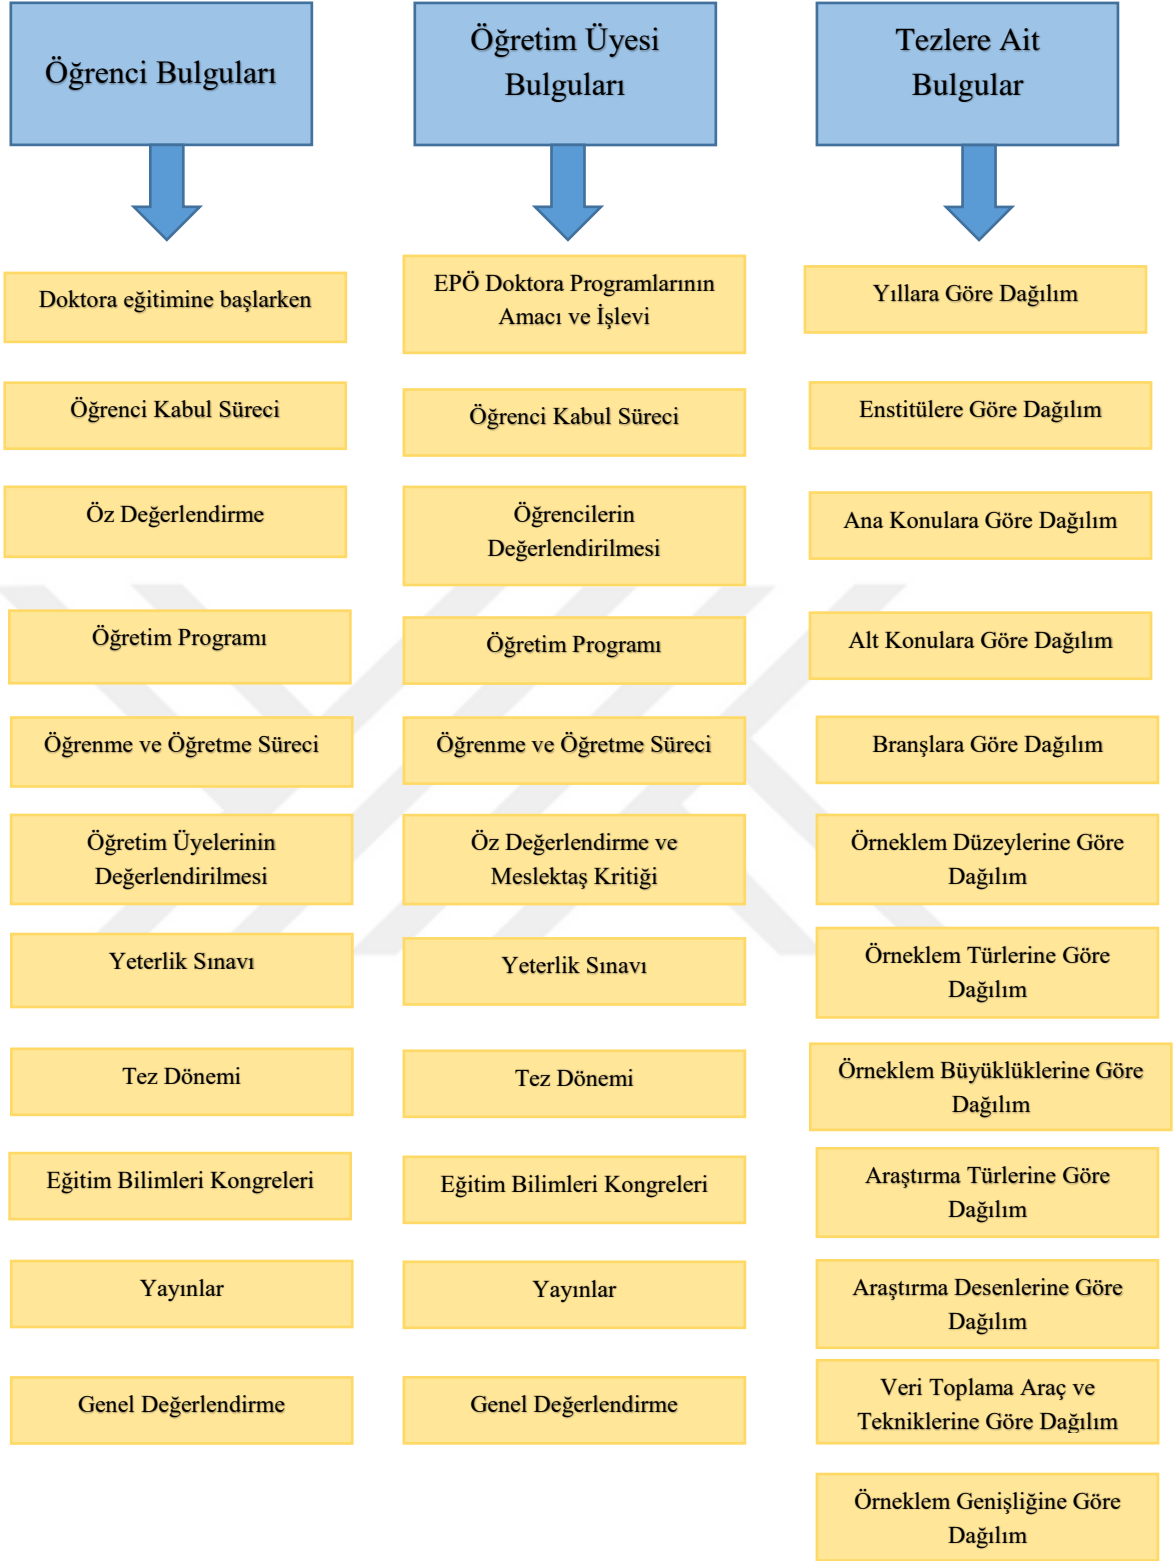 Öğrenci Bulguları
Doktora eğitimine başlarken
Öğrenci Kabul Süreci
Öz Değerlendirme
Öğretim Programı
Öğrenme ve Öğretme Süreci
Öğretim Üyelerinin
Değerlendirilmesi
Yeterlik Sınavı
Tez Dönemi
Eğitim Bilimleri Kongreleri
Yayınlar
Genel Değerlendirme
Öğretim Üyesi
Bulguları
EPÖ Doktora Programlarının
Amacı ve İşlevi
Öğrenci Kabul Süreci
Öğrencilerin
Değerlendirilmesi
Öğretim Programı
Öğrenme ve Öğretme Süreci
Öz Değerlendirme ve
Meslektaş Kritiği
Yeterlik Sınavı
Tez Dönemi
Eğitim Bilimleri Kongreleri
Yayınlar
Genel Değerlendirme
Tezlere Ait
Bulgular
Yıllara Göre Dağılım
Enstitülere Göre Dağılım
Ana Konulara Göre Dağılım
Alt Konulara Göre Dağılım
Branşlara Göre Dağılım
Örneklem Düzeylerine Göre
Dağılım
Örneklem Türlerine Göre
Dağılım
Örneklem Büyüklüklerine Göre
Dağılım
Araştırma Türlerine Göre
Dağılım
Araştırma Desenlerine Göre
Dağılım
Veri Toplama Araç ve
Tekniklerine Göre Dağılım
Örneklem Genişliğine Göre
Dağılım